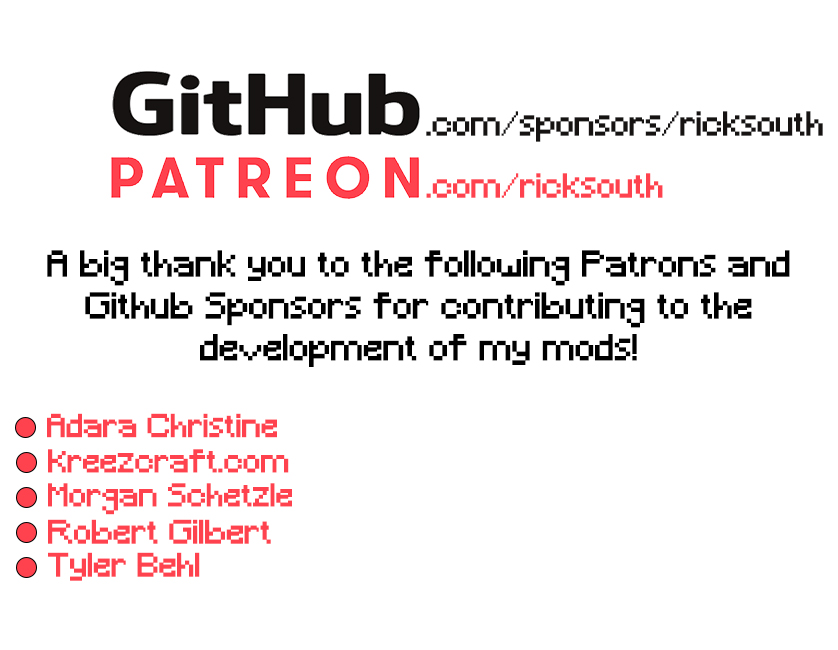 GitHub.com/sponsors/ricksouth
PATREON.com/ricksouth
A big thank you to the following Patrons and
Github Sponsors for contributing to the
development of my mods!
Adara Christine
Kreezcraft.com
Morgan Schetzle
Robert Gilbert
Tyler Behl